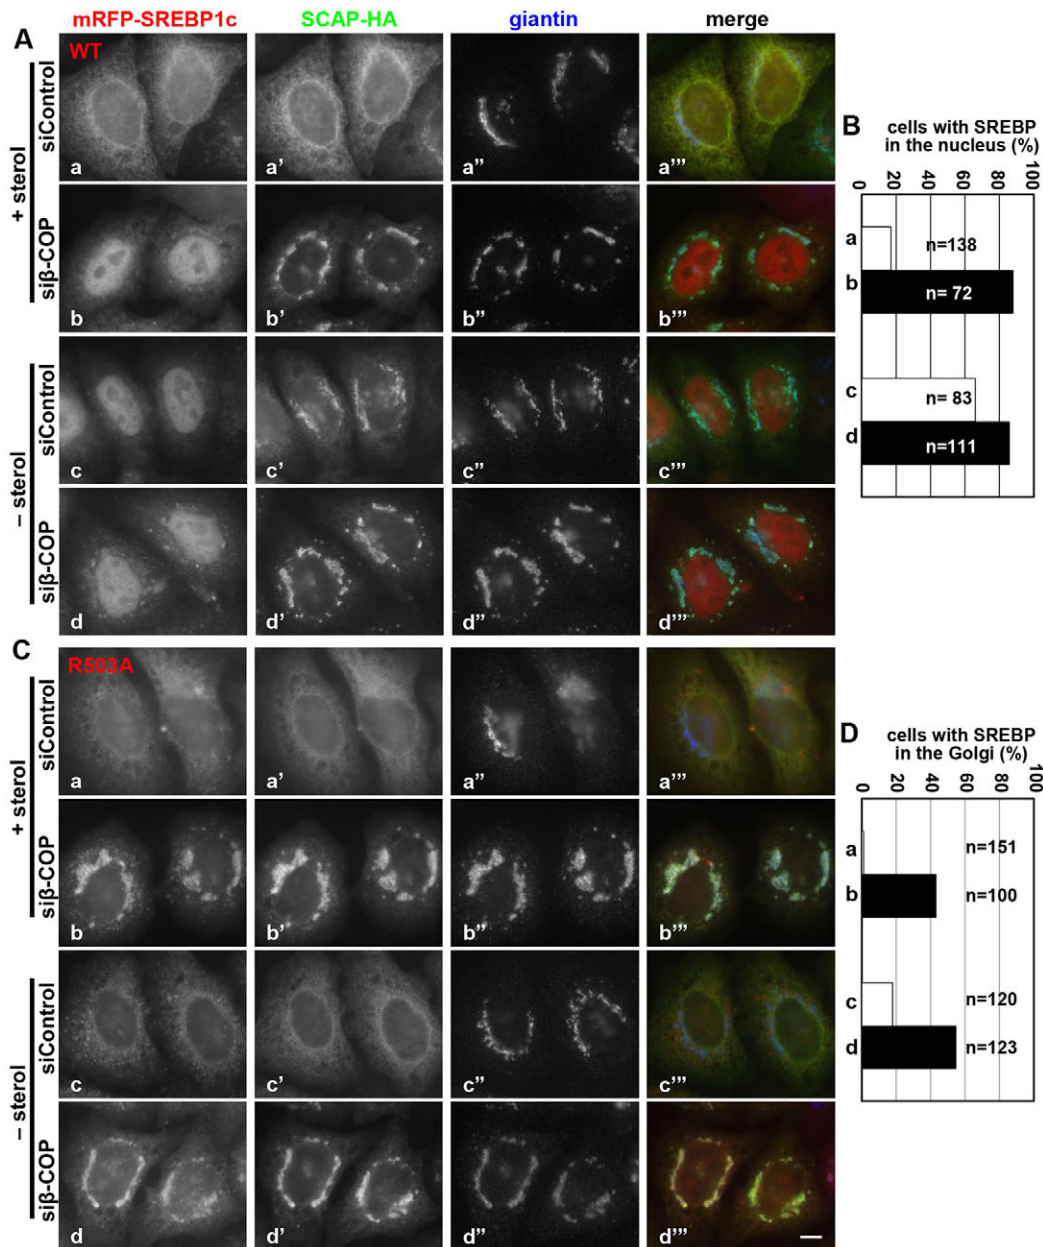 mRFP-SREBP1c SCAP-HA giantin merge
A
WT
+ sterol
siControl
a a’ a’’ a’’’
siβ-COP
b b’ b’’ b’’’
− sterol
siControl
c c’ c’’ c’’’
siβ-COP
d d’ d’’ d’’’
B cells with SREBP
in the nucleus (%)
0 20 40 60 80 100
a n=138
b n= 72
c n= 83
d n=111
C
R503A
+ sterol
siControl
a a’ a’’ a’’’
siβ-COP
b b’ b’’ b’’’
− sterol
siControl
c c’ c’’ c’’’
siβ-COP
d d’ d’’ d’’’
D cells with SREBP
in the Golgi (%)
0 20 40 60 80 100
a n=151
b n=100
c n=120
d n=123